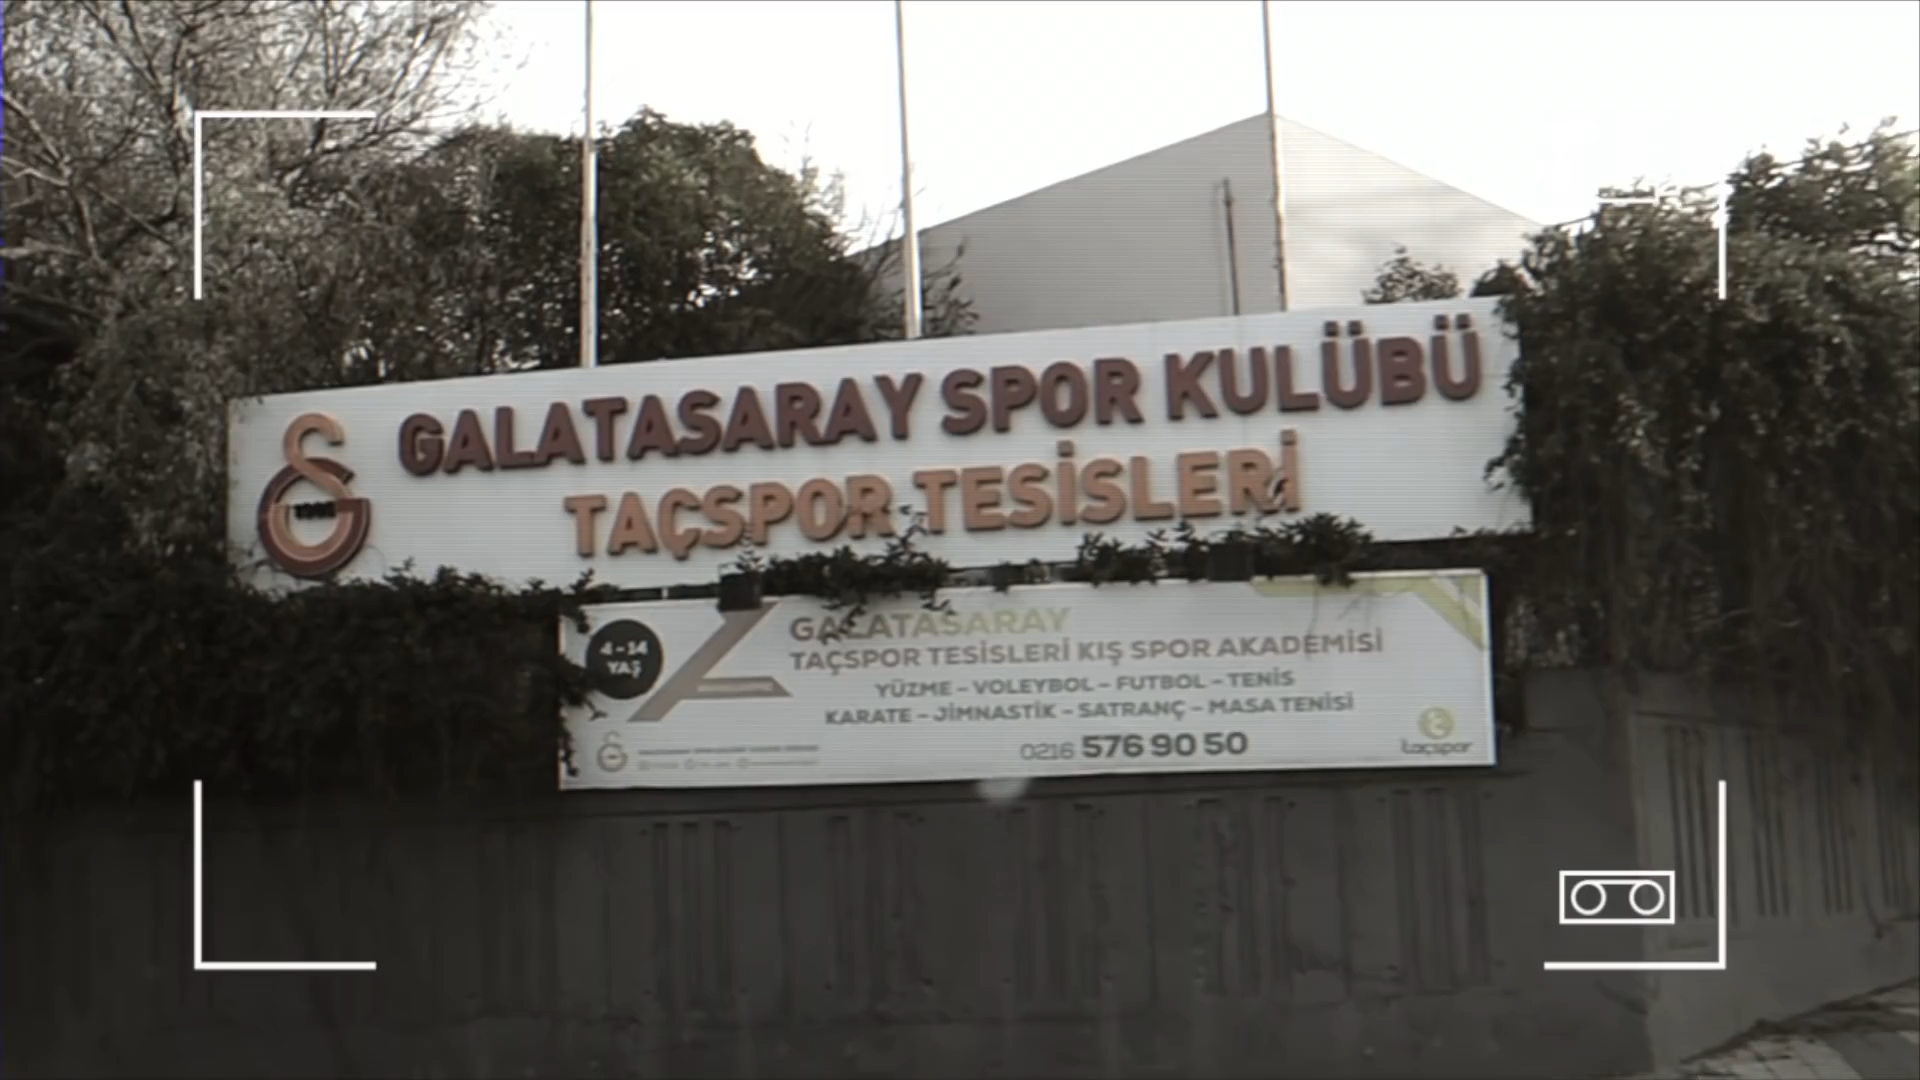 GALATASARAY SPOR KULÜBÜ
TAÇSPOR TESİSLERİ
4-14
YAŞ
GALATASARAY
TAÇSPOR TESİSLERİ KIŞ SPOR AKADEMİSİ
YÜZME - VOLEYBOL - FUTBOL - TENİS
KARATE - JİMNASTİK - SATRANÇ - MASA TENİSİ
0216 576 90 50
taçspor